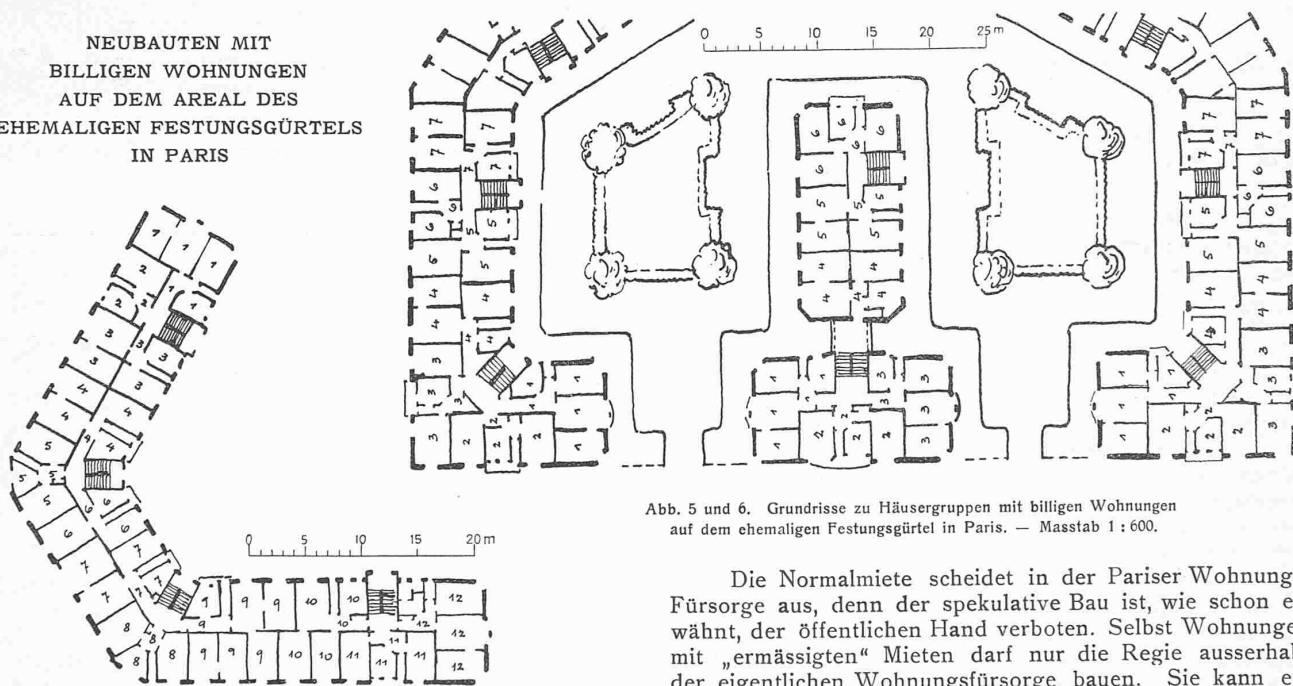 NEUBAUTEN MIT
BILLIGEN WOHNUNGEN
AUF DEM AREAL DES
EHEMALIGEN FESTUNGSGÜRTELS
IN PARIS
0 5 10 15 20 25 m
0 5 10 15 20 m
Abb. 5 und 6. Grundrisse zu Häusergruppen mit billigen Wohnungen
auf dem ehemaligen Festungsgürtel in Paris. — Masstab 1 : 600.
Die Normalmiete scheidet in der Pariser Wohnung
Fürsorge aus, denn der spekulative Bau ist, wie schon e
wähnt, der öffentlichen Hand verboten. Selbst Wohnunge
mit „ermässigten“ Mieten darf nur die Regie ausserhal
der eigentlichen Wohnungsfürsorge bauen. Sie kann e